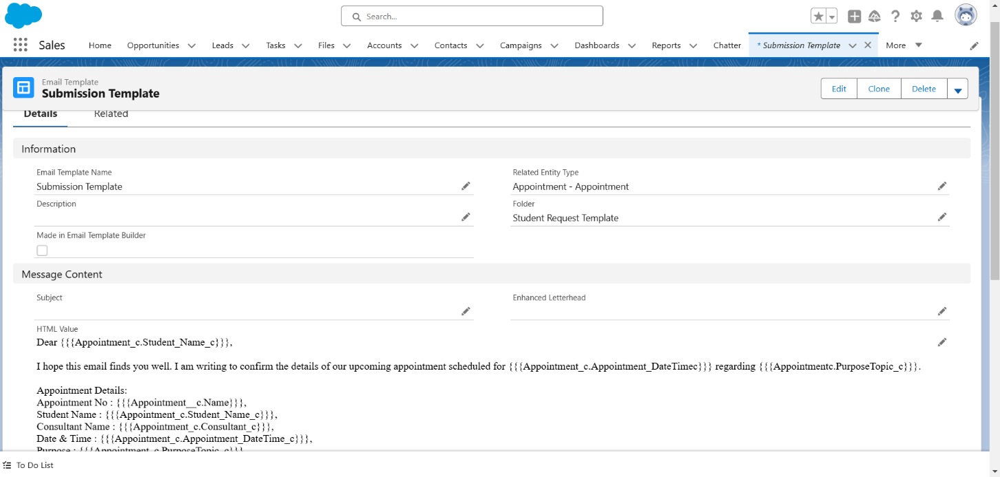 Search...
Sales Home Opportunities Leads Tasks Files Accounts Contacts Campaigns Dashboards Reports Chatter * Submission Template More
Email Template
Submission Template
Edit Clone Delete
Details Related
Information
Email Template Name
Submission Template
Related Entity Type
Appointment - Appointment
Description
Folder
Student Request Template
Made in Email Template Builder
Message Content
Subject
Enhanced Letterhead
HTML Value
Dear {{{Appointment_c.Student_Name_c}}},
I hope this email finds you well. I am writing to confirm the details of our upcoming appointment scheduled for {{{Appointment_c.Appointment_DateTimec}}} regarding {{{Appointmentc.PurposeTopic_c}}}.
Appointment Details:
Appointment No : {{{Appointment__c.Name}}},
Student Name : {{{Appointment_c.Student_Name_c}}},
Consultant Name : {{{Appointment_c.Consultant_c}}},
Date & Time : {{{Appointment_c.Appointment_DateTime_c}}},
Purpose : {{{Appointment_c.PurposeTopic_c}}}
To Do List